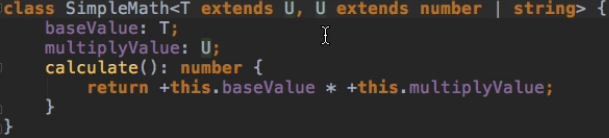 class SimpleMath<T extends U, U extends number | string> {
    baseValue: T;
    multiplyValue: U;
    calculate(): number {
        return +this.baseValue * +this.multiplyValue;
    }
}